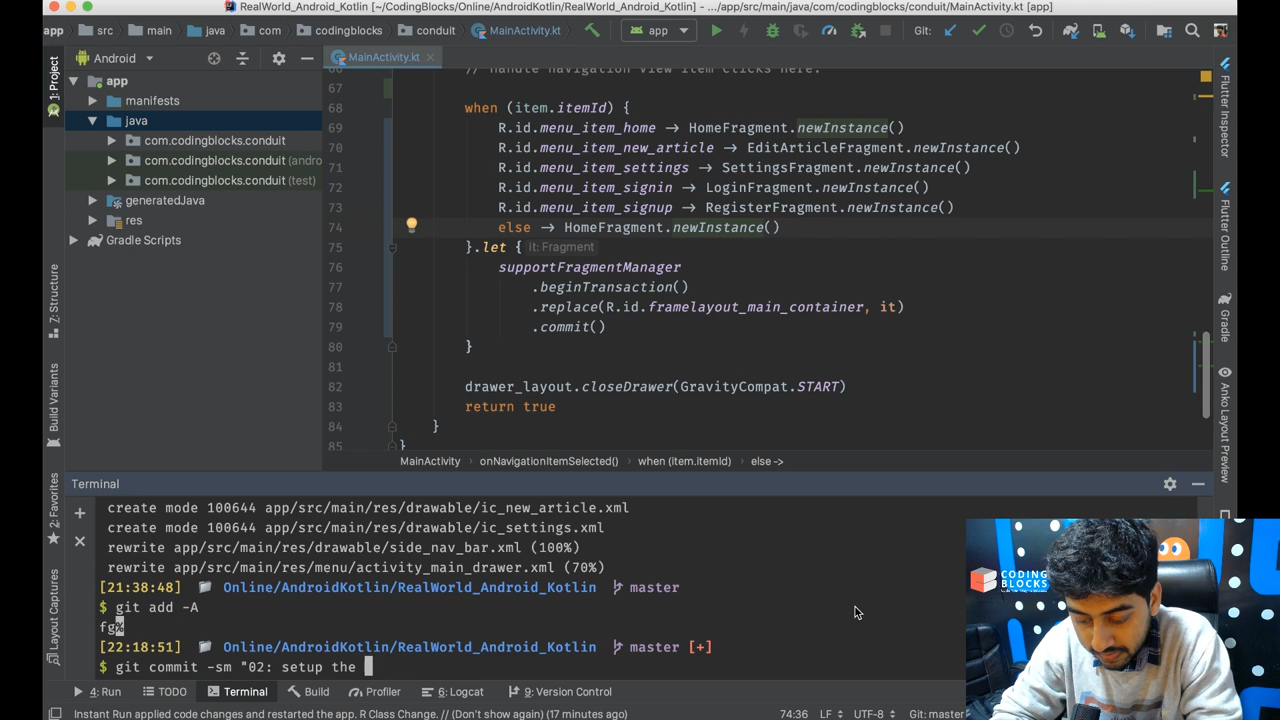 RealWorld_Android_Kotlin [~/CodingBlocks/Online/AndroidKotlin/RealWorld_Android_Kotlin] - .../app/src/main/java/com/codingblocks/conduit/MainActivity.kt [app]
app src main java com codingblocks conduit MainActivity.kt app Git:
1: Project
Android
MainActivity.kt
app
manifests
java
com.codingblocks.conduit
com.codingblocks.conduit (andro
com.codingblocks.conduit (test)
generatedJava
res
Gradle Scripts
// Handle navigation view item clicks here.
67
68 when (item.itemId) {
69 R.id.menu_item_home → HomeFragment.newInstance()
70 R.id.menu_item_new_article → EditArticleFragment.newInstance()
71 R.id.menu_item_settings → SettingsFragment.newInstance()
72 R.id.menu_item_signin → LoginFragment.newInstance()
73 R.id.menu_item_signup → RegisterFragment.newInstance()
74 else → HomeFragment.newInstance()
75 }.let { it: Fragment
76 supportFragmentManager
77 .beginTransaction()
78 .replace(R.id.framelayout_main_container, it)
79 .commit()
80 }
81
82 drawer_layout.closeDrawer(GravityCompat.START)
83 return true
84 }
85 }
MainActivity onNavigationItemSelected() when (item.itemId) else ->
Flutter Inspector
Flutter Outline
Gradle
Anko Layout Preview
Z: Structure
Build Variants
2: Favorites
Layout Captures
Terminal
create mode 100644 app/src/main/res/drawable/ic_new_article.xml
create mode 100644 app/src/main/res/drawable/ic_settings.xml
rewrite app/src/main/res/drawable/side_nav_bar.xml (100%)
rewrite app/src/main/res/menu/activity_main_drawer.xml (70%)
[21:38:48] Online/AndroidKotlin/RealWorld_Android_Kotlin master
$ git add -A
fg%
[22:18:51] Online/AndroidKotlin/RealWorld_Android_Kotlin master [+]
$ git commit -sm "02: setup the
CODING
BLOCKS
4: Run TODO Terminal Build Profiler 6: Logcat 9: Version Control
Instant Run applied code changes and restarted the app. R Class Change. // (Don't show again) (17 minutes ago) 74:36 LF UTF-8 Git: master